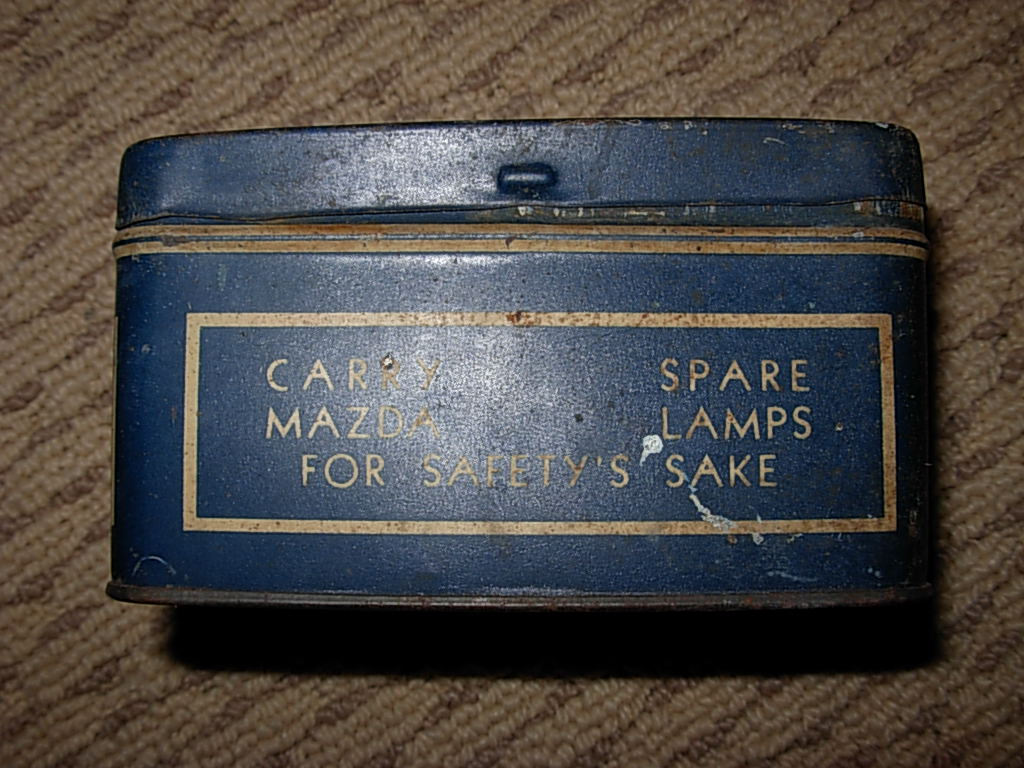 CARRY SPARE
MAZDA LAMPS
FOR SAFETY'S SAKE